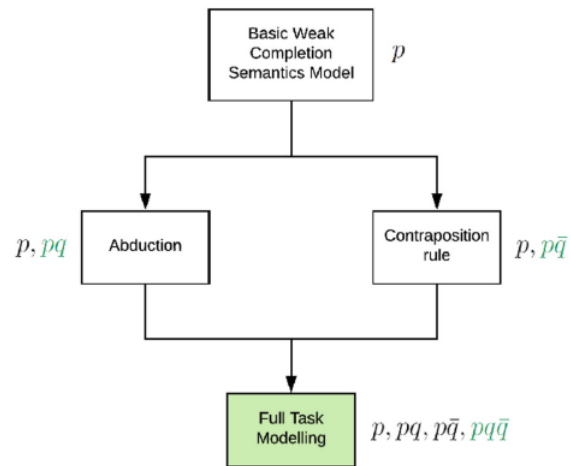 Basic Weak
Completion
Semantics Model
p
p, pq
Abduction
Contraposition
rule
p, pq̄
Full Task
Modelling
p, pq, pq̄, pqq̄